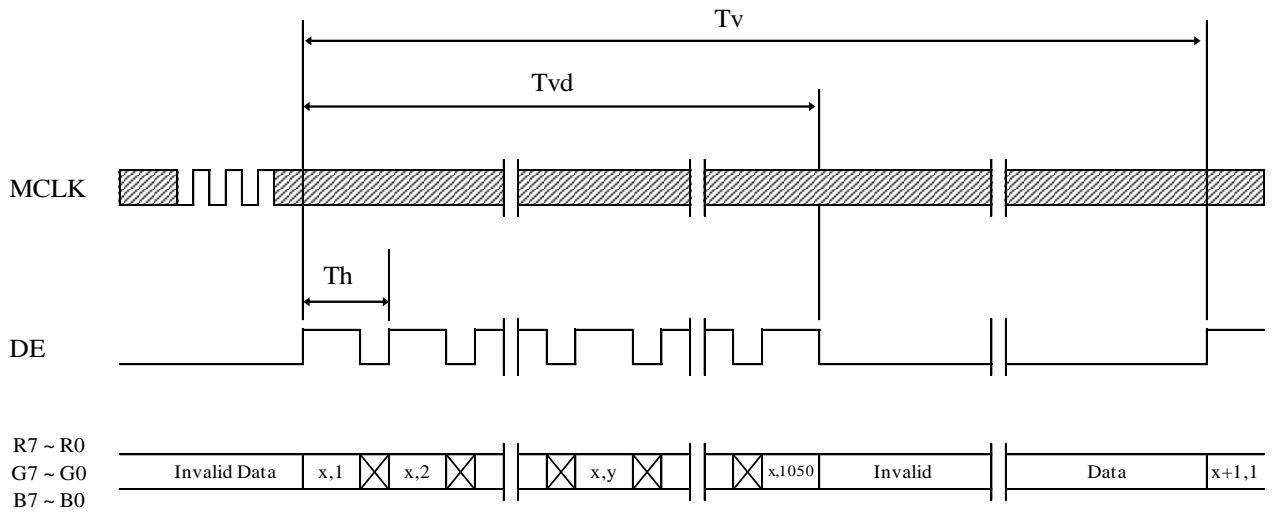 Tv
Tvd
MCLK
Th
DE
R7 ~ R0
G7 ~ G0
B7 ~ B0
Invalid Data x,1 x,2 x,y x,1050 Invalid Data x+1,1